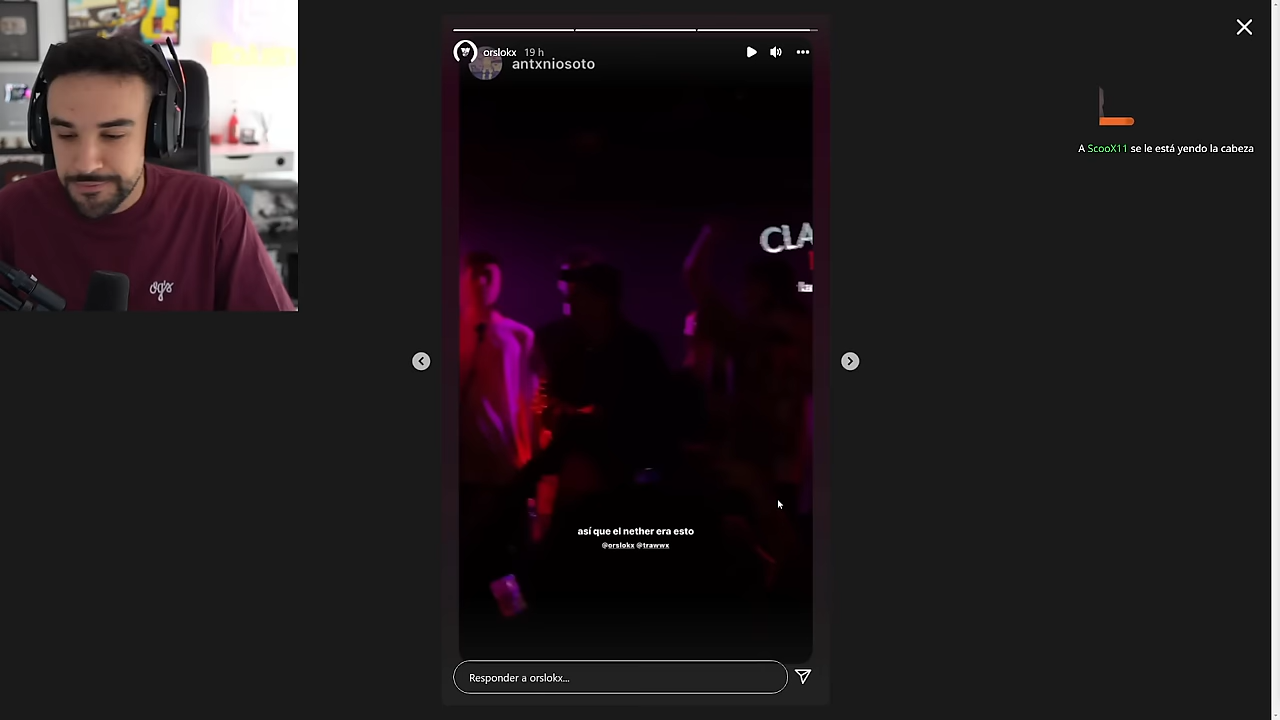 orslokx 19 h
antxniosoto
CLA
así que el nether era esto
@orslokx @trawwx
Responder a orslokx...
A ScooX11 se le está yendo la cabeza
og's